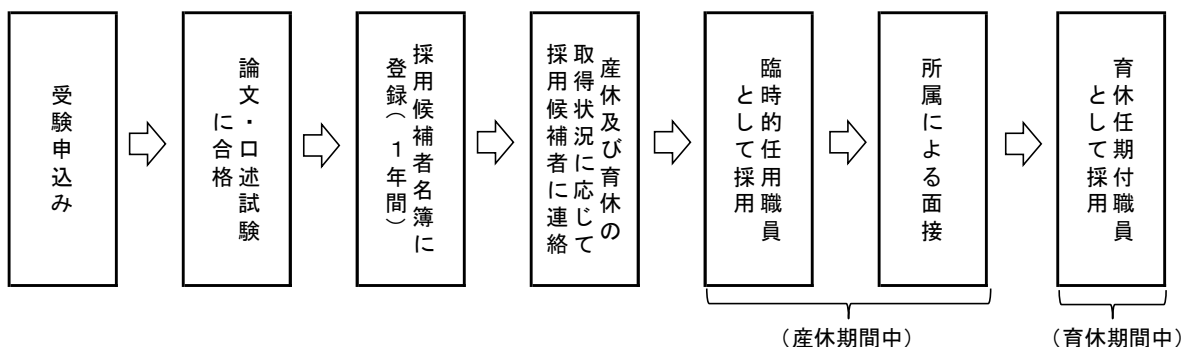 受験申込み
論文・口述試験
に合格
採用候補者名簿に
登録（１年間）
産休及び育休の
取得状況に応じて
採用候補者に連絡
臨時的任用職員
として採用
所属による面接
育休任期付職員
として採用
（産休期間中）
（育休期間中）